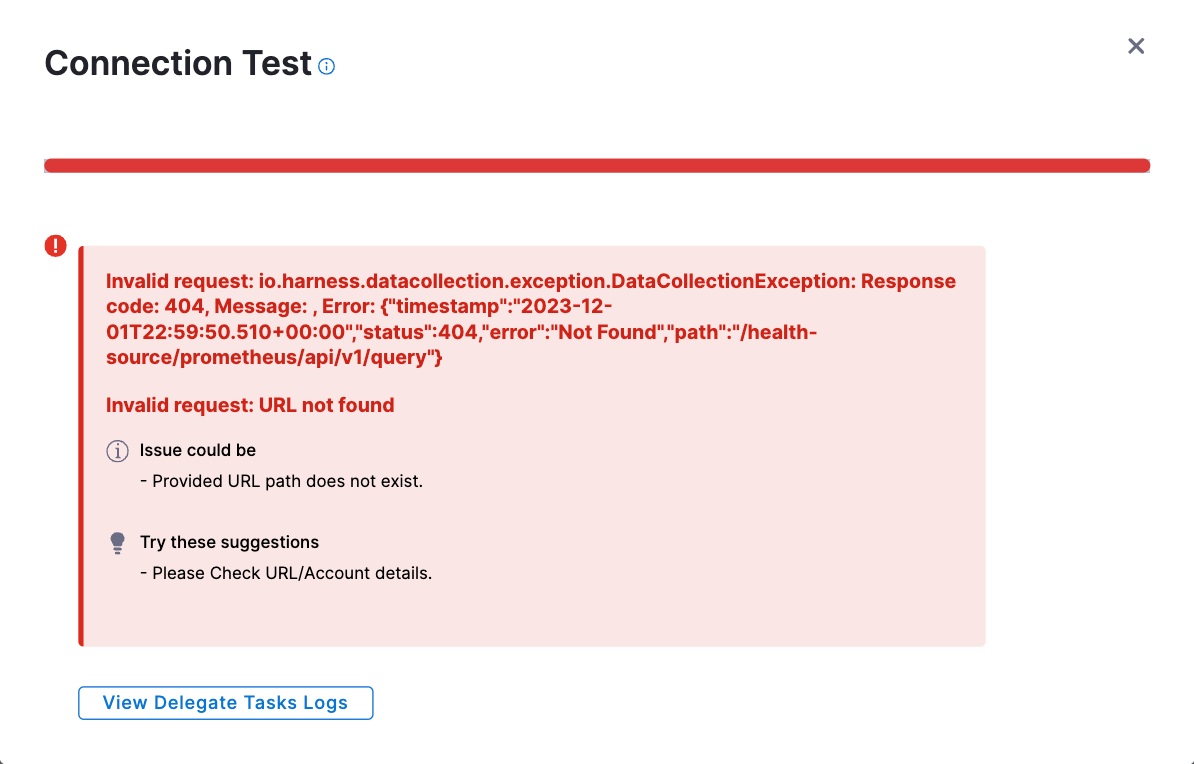 Connection Test
Invalid request: io.harness.datacollection.exception.DataCollectionException: Response
code: 404, Message: , Error: {"timestamp":"2023-12-
01T22:59:50.510+00:00","status":404,"error":"Not Found","path":"/health-
source/prometheus/api/v1/query"}
Invalid request: URL not found
Issue could be
- Provided URL path does not exist.
Try these suggestions
- Please Check URL/Account details.
View Delegate Tasks Logs